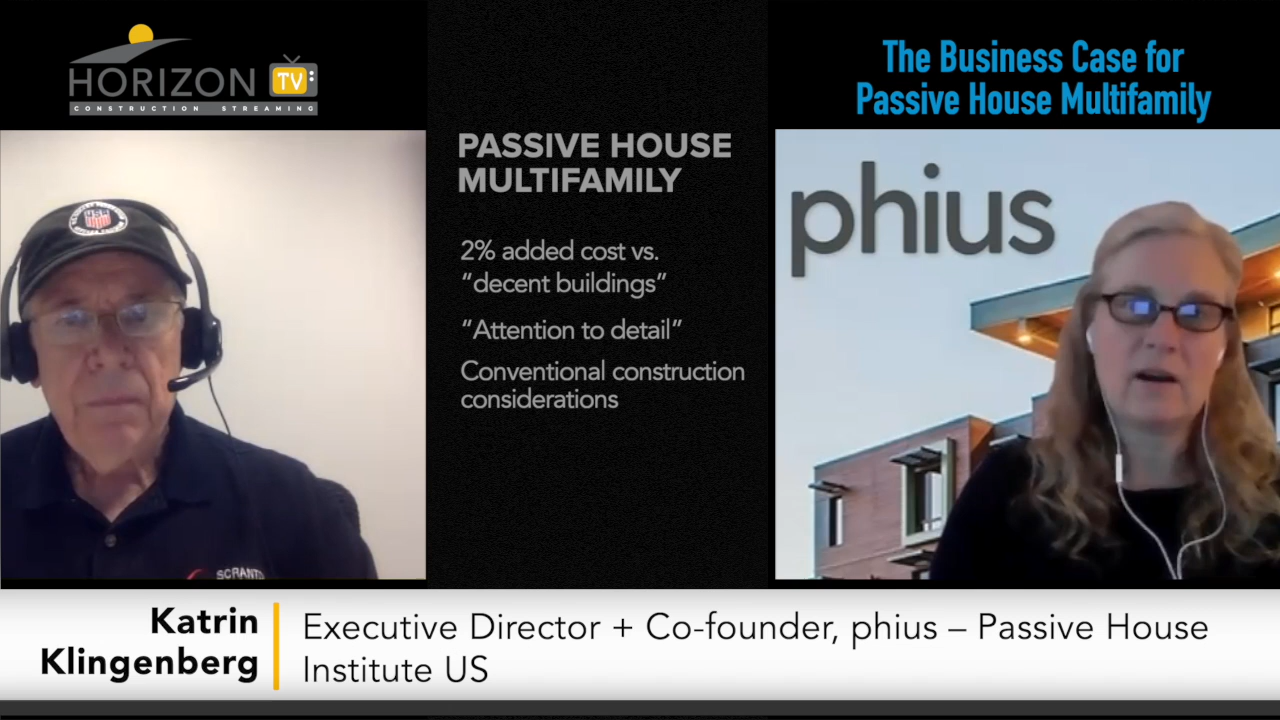 HORIZON TV
CONSTRUCTION STREAMING
The Business Case for
Passive House Multifamily
PASSIVE HOUSE
MULTIFAMILY
2% added cost vs.
“decent buildings”
“Attention to detail”
Conventional construction
considerations
phius
USA
Katrin
Klingenberg
Executive Director + Co-founder, phius – Passive House
Institute US